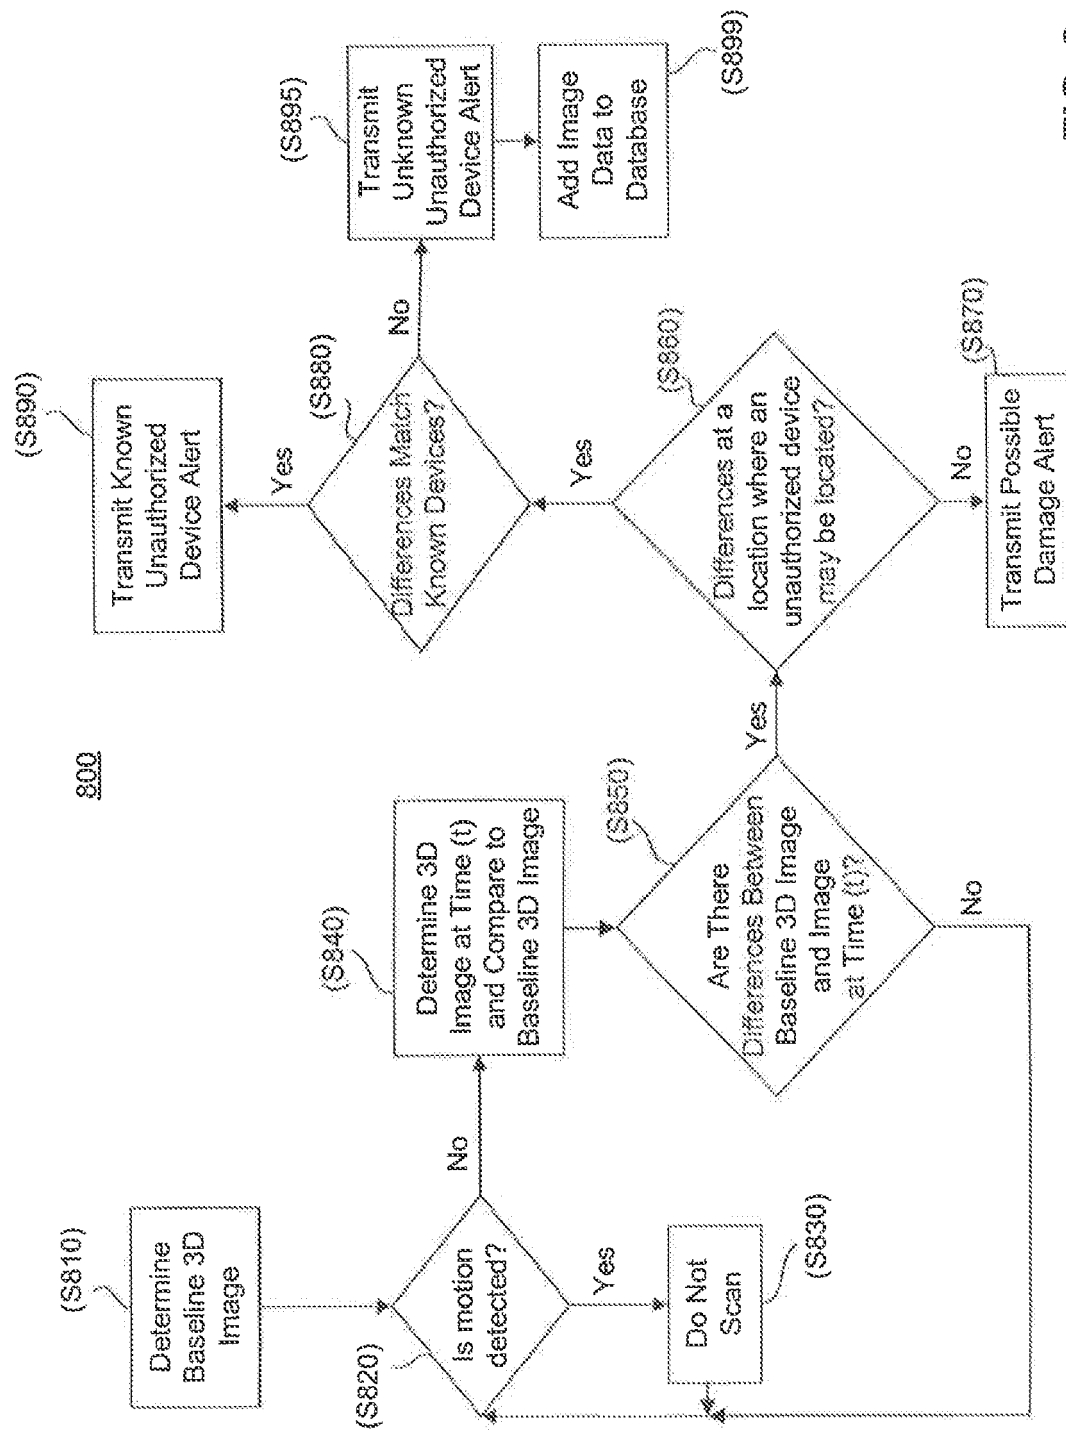 800
(S810)
Determine
Baseline 3D
Image
(S820)
Is motion
detected?
Yes
No
Do Not
Scan
(S830)
(S840)
Determine 3D
Image at Time (t)
and Compare to
Baseline 3D Image
(S850)
Are There
Differences Between
Baseline 3D Image
and Image
at Time (t)?
No
Yes
(S860)
Differences at a
location where an
unauthorized device
may be located?
No
Yes
(S870)
Transmit Possible
Damage Alert
(S880)
Differences Match
Known Devices?
Yes
No
(S890)
Transmit Known
Unauthorized
Device Alert
(S895)
Transmit
Unknown
Unauthorized
Device Alert
Add Image
Data to
Database
(S899)